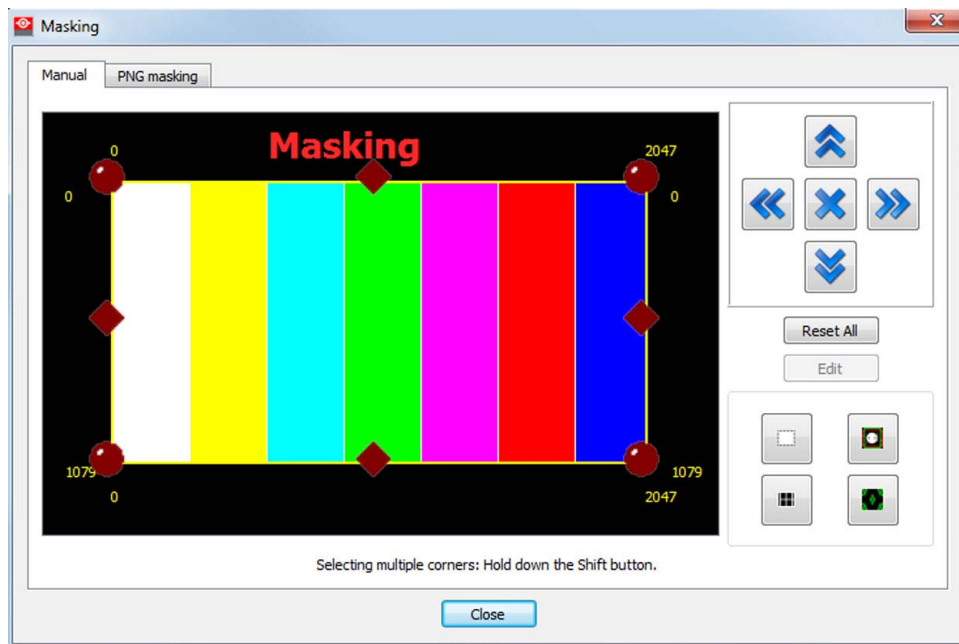 Masking
Manual
PNG masking
Masking
0
2047
0
0
Reset All
Edit
1079
1079
0
2047
Selecting multiple corners: Hold down the Shift button.
Close